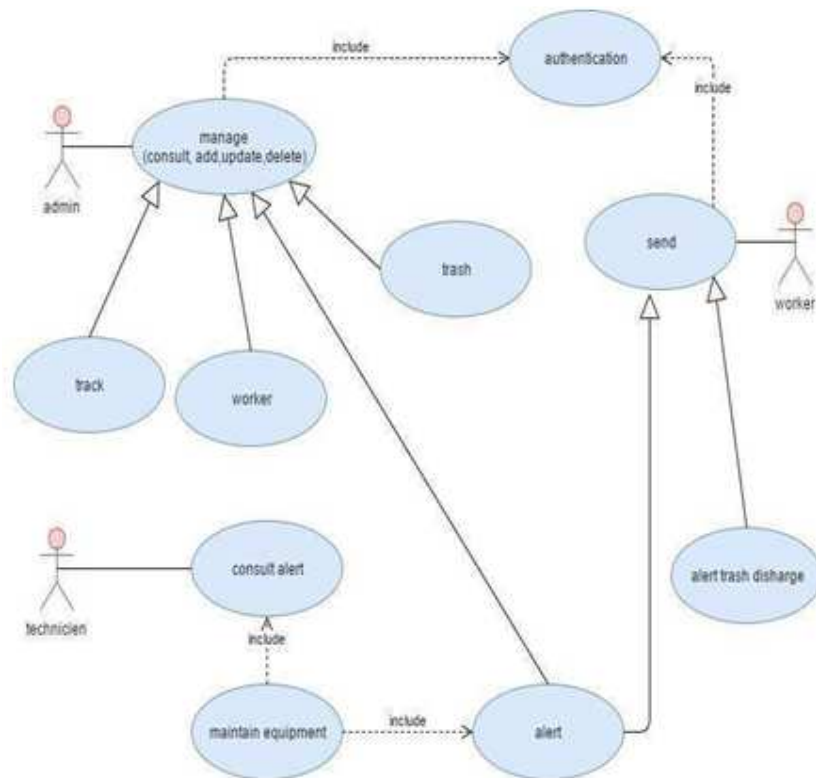 include
authentication
include
manage
(consult, add,update,delete)
admin
send
trash
worker
track
worker
consult alert
alert trash disharge
technicien
include
maintain equipment
include
alert